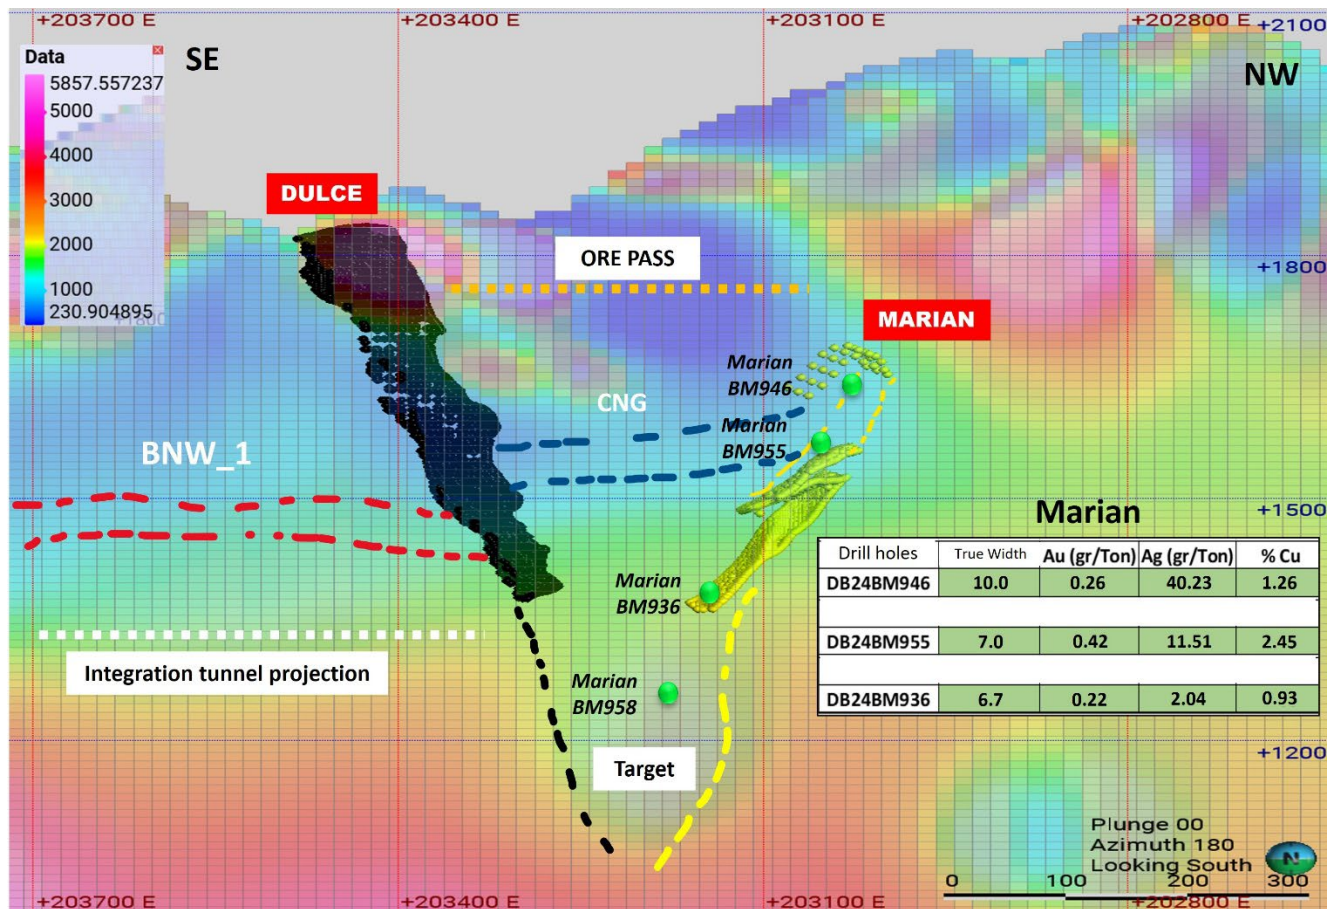 +203700 E
+203400 E
+203100 E
+202800 E
+2100
SE
NW
Data
5857.557237
5000
4000
3000
2000
1000
230.904895
+1800
DULCE
ORE PASS
+1800
MARIAN
Marian
BM946
CNG
Marian
BM955
BNW_1
+1500
Marian
Drill holes True Width Au (gr/Ton) Ag (gr/Ton) % Cu
DB24BM946 10.0 0.26 40.23 1.26
DB24BM955 7.0 0.42 11.51 2.45
DB24BM936 6.7 0.22 2.04 0.93
Marian
BM936
Integration tunnel projection
Marian
BM958
+1200
Target
Plunge 00
Azimuth 180
Looking South
N
0 100 200 300
+203700 E
+203400 E
+203100 E
+202800 E